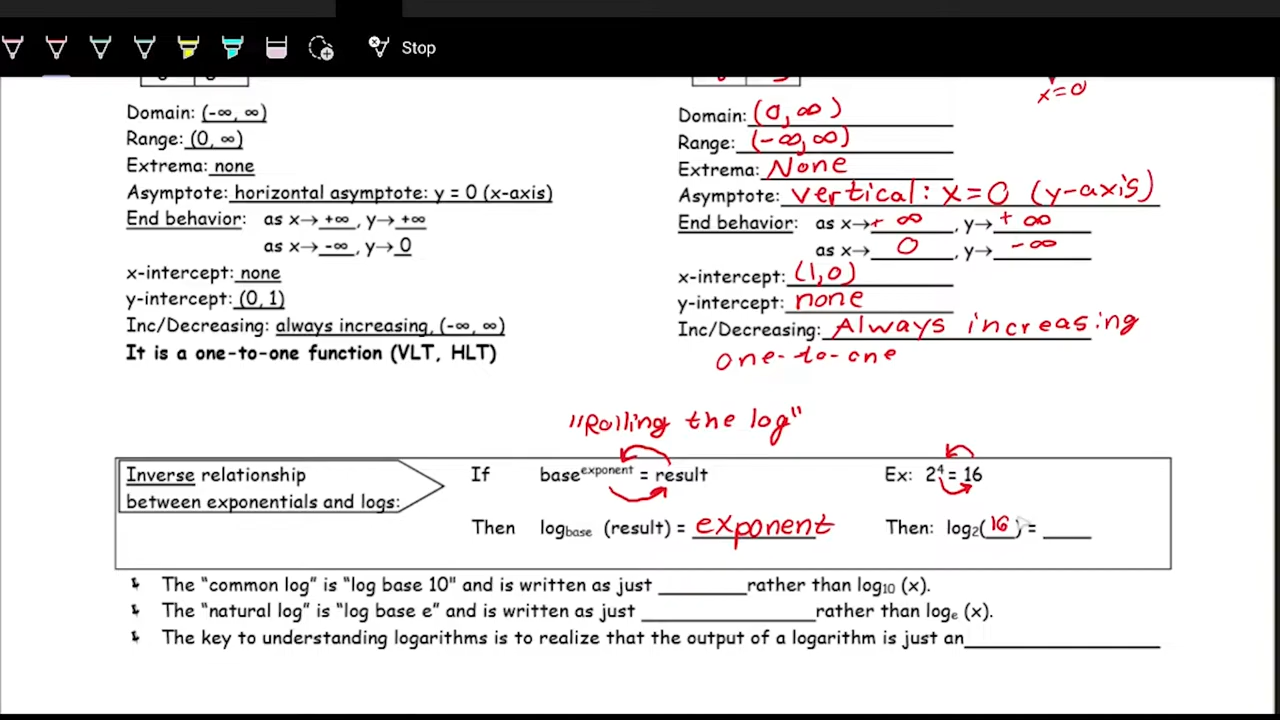 Stop
x=0
Domain: (-∞, ∞)
Range: (0, ∞)
Extrema: none
Asymptote: horizontal asymptote: y = 0 (x-axis)
End behavior: as x→ +∞ , y→ +∞
as x→ -∞ , y→ 0
x-intercept: none
y-intercept: (0, 1)
Inc/Decreasing: always increasing, (-∞, ∞)
It is a one-to-one function (VLT, HLT)
Domain: (0, ∞)
Range: (-∞, ∞)
Extrema: None
Asymptote: vertical: x=0 (y-axis)
End behavior: as x→ +∞ , y→ +∞
as x→ 0 , y→ -∞
x-intercept: (1,0)
y-intercept: none
Inc/Decreasing: Always increasing
one-to-one
"Rolling the log"
Inverse relationship
between exponentials and logs:
If base^exponent = result
Then log_base (result) = exponent
Ex: 2⁴ = 16
Then: log₂(16) = ____
The "common log" is "log base 10" and is written as just ________rather than log₁₀ (x).
The "natural log" is "log base e" and is written as just ________________rather than logₑ (x).
The key to understanding logarithms is to realize that the output of a logarithm is just an__________________